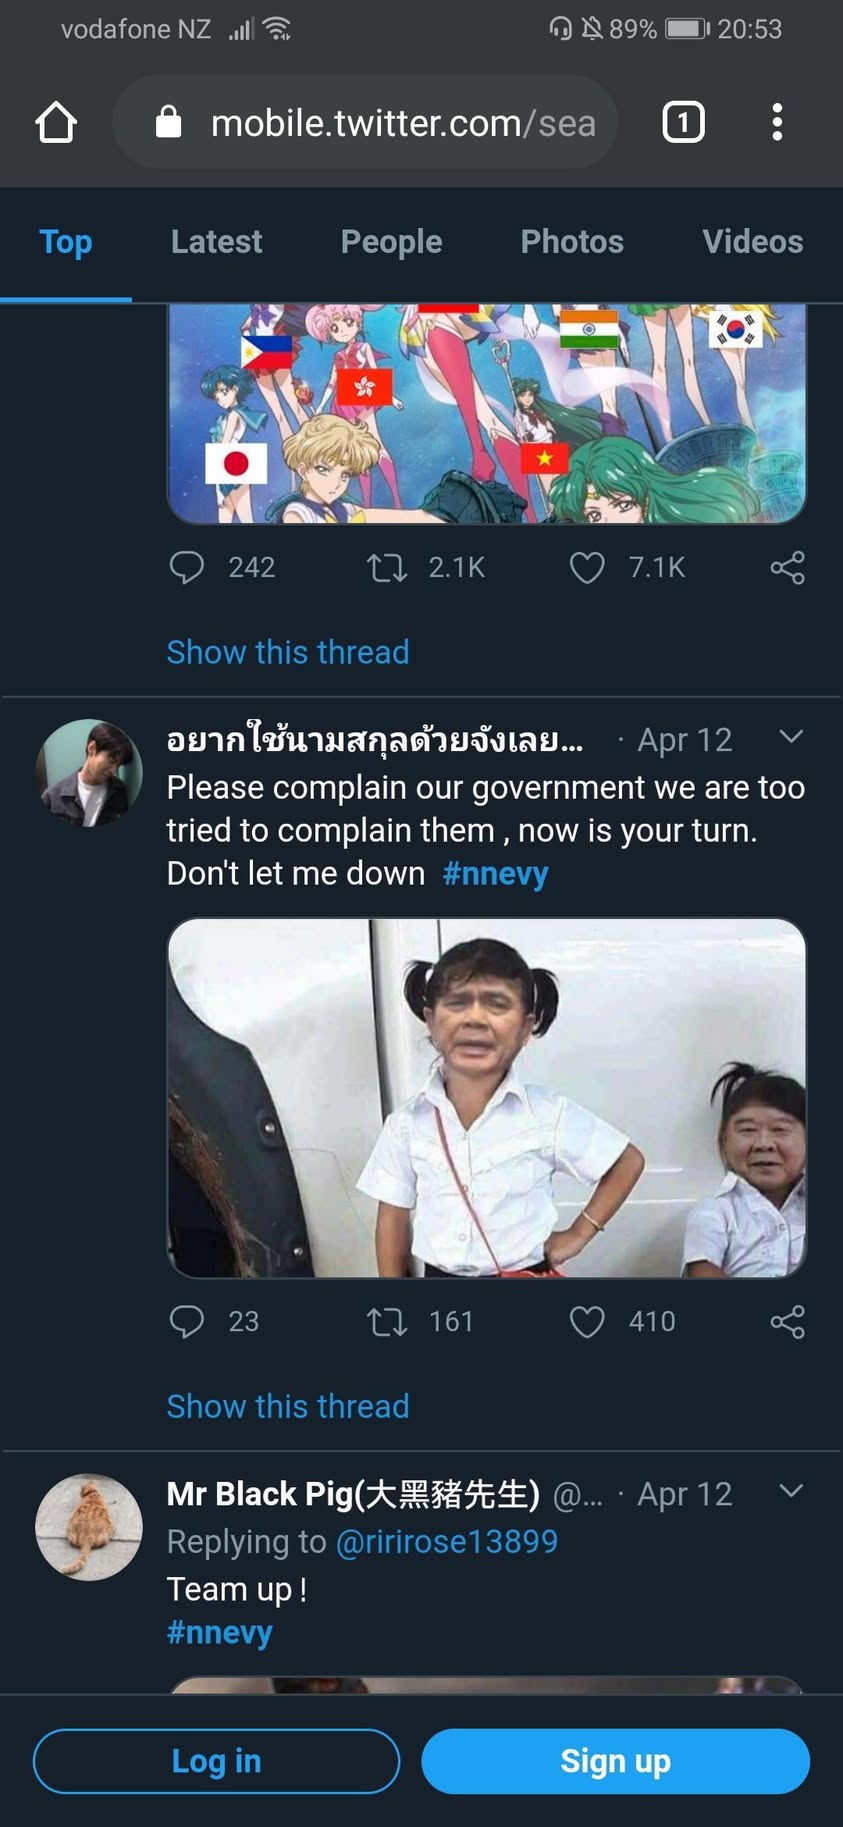 vodafone NZ 89% 20:53
mobile.twitter.com/sea 1
Top Latest People Photos Videos
242 2.1K 7.1K
Show this thread
อยากใช้นามสกุลด้วยจังเลย... · Apr 12
Please complain our government we are too
tried to complain them , now is your turn.
Don't let me down #nnevy
23 161 410
Show this thread
Mr Black Pig(大黑豬先生) @... · Apr 12
Replying to @ririrose13899
Team up !
#nnevy
Log in Sign up